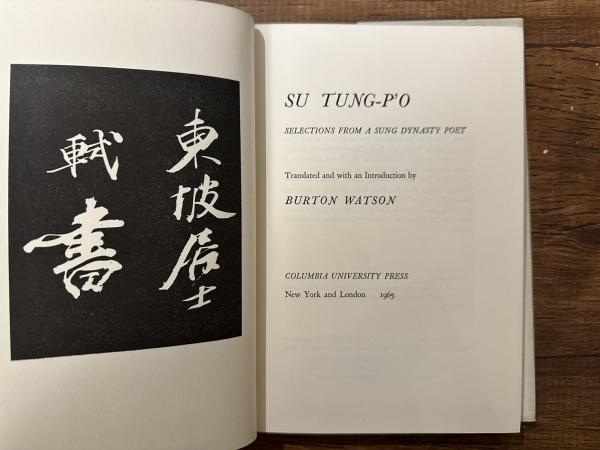 東坡居士
軾書
SU TUNG-P'O
SELECTIONS FROM A SUNG DYNASTY POET
Translated and with an Introduction by
BURTON WATSON
COLUMBIA UNIVERSITY PRESS
New York and London 1965